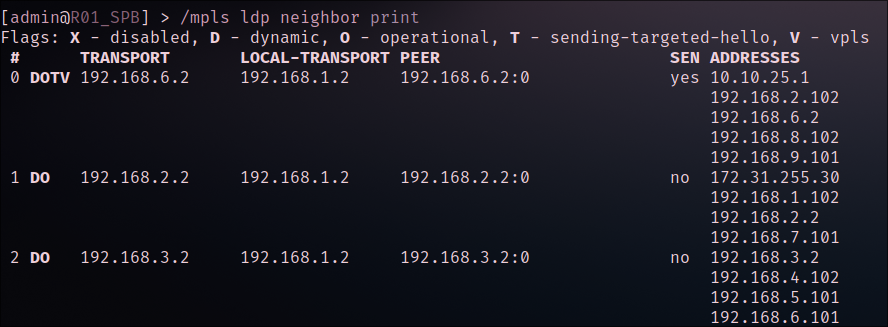 [admin@R01_SPB] > /mpls ldp neighbor print
Flags: X - disabled, D - dynamic, O - operational, T - sending-targeted-hello, V - vpls
 #      TRANSPORT       LOCAL-TRANSPORT PEER                       SEN ADDRESSES
 0 DOTV 192.168.6.2     192.168.1.2     192.168.6.2:0              yes 10.10.25.1
                                                                       192.168.2.102
                                                                       192.168.6.2
                                                                       192.168.8.102
                                                                       192.168.9.101
 1 DO   192.168.2.2     192.168.1.2     192.168.2.2:0              no  172.31.255.30
                                                                       192.168.1.102
                                                                       192.168.2.2
                                                                       192.168.7.101
 2 DO   192.168.3.2     192.168.1.2     192.168.3.2:0              no  192.168.3.2
                                                                       192.168.4.102
                                                                       192.168.5.101
                                                                       192.168.6.101